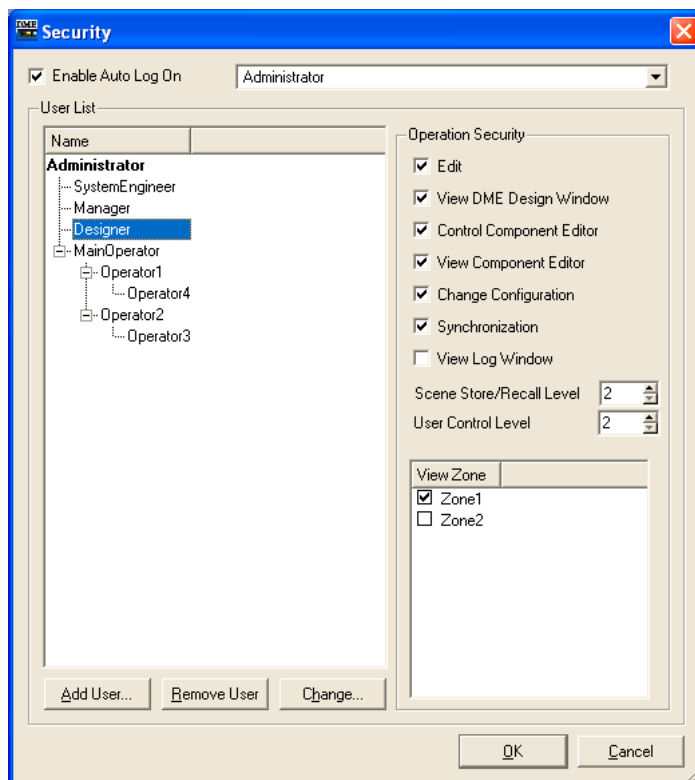 DME
Security
Enable Auto Log On
Administrator
User List
Name
Administrator
SystemEngineer
Manager
Designer
MainOperator
Operator1
Operator4
Operator2
Operator3
Add User...
Remove User
Change...
Operation Security
Edit
View DME Design Window
Control Component Editor
View Component Editor
Change Configuration
Synchronization
View Log Window
Scene Store/Recall Level 2
User Control Level 2
View Zone
Zone1
Zone2
OK
Cancel